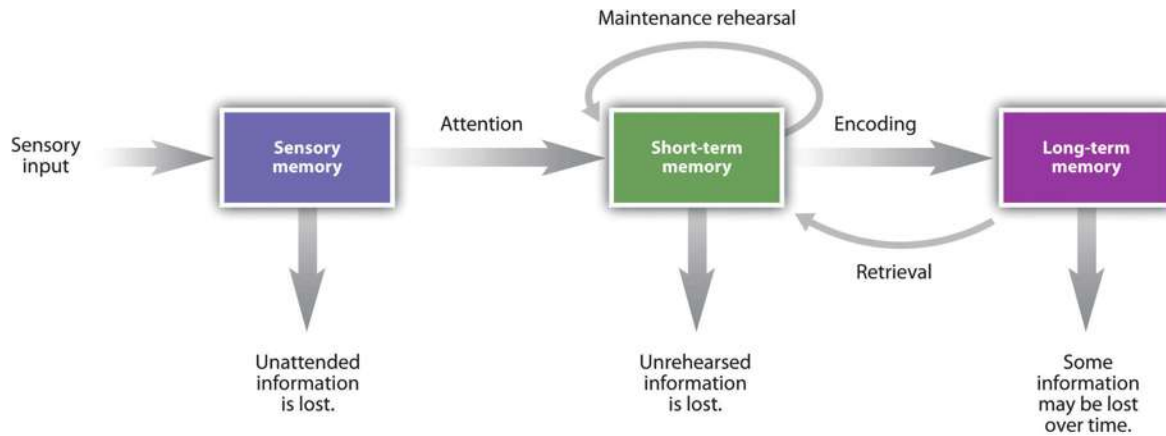 Maintenance rehearsal
Sensory
input
Sensory
memory
Attention
Short-term
memory
Encoding
Long-term
memory
Retrieval
Unattended
information
is lost.
Unrehearsed
information
is lost.
Some
information
may be lost
over time.